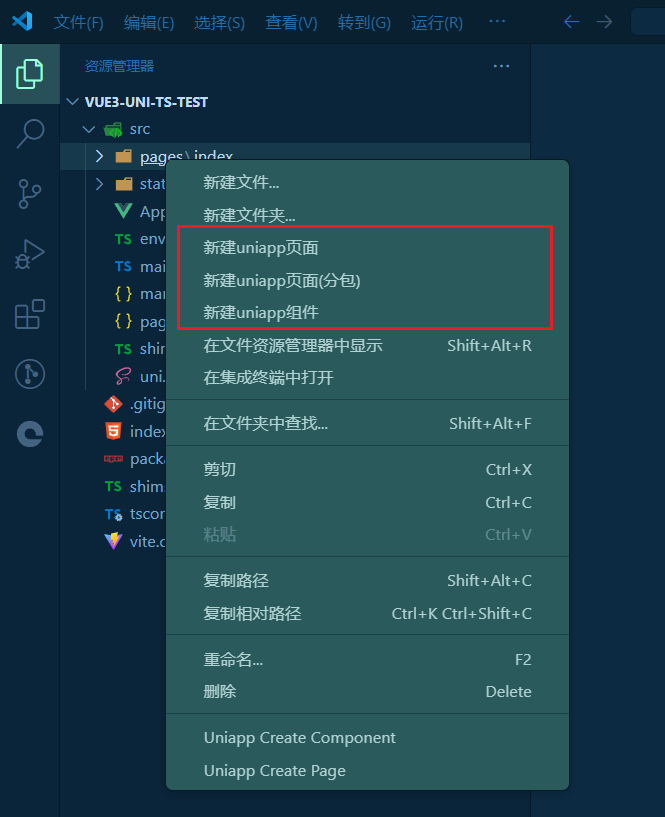 文件(F) 编辑(E) 选择(S) 查看(V) 转到(G) 运行(R) ···
资源管理器 ···
VUE3-UNI-TS-TEST
src
pages\index
stat
App
TS env
TS mai
{ } mar
{ } pag
TS shir
uni.
.gitig
index
packa
TS shim
TS tscor
vite.c
新建文件...
新建文件夹...
新建uniapp页面
新建uniapp页面(分包)
新建uniapp组件
在文件资源管理器中显示 Shift+Alt+R
在集成终端中打开
在文件夹中查找... Shift+Alt+F
剪切 Ctrl+X
复制 Ctrl+C
粘贴 Ctrl+V
复制路径 Shift+Alt+C
复制相对路径 Ctrl+K Ctrl+Shift+C
重命名... F2
删除 Delete
Uniapp Create Component
Uniapp Create Page